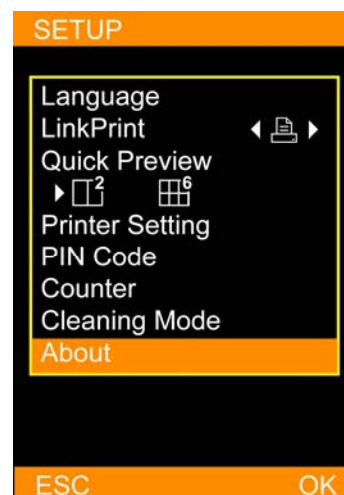 SETUP
Language
LinkPrint
Quick Preview
2 6
Printer Setting
PIN Code
Counter
Cleaning Mode
About
ESC OK